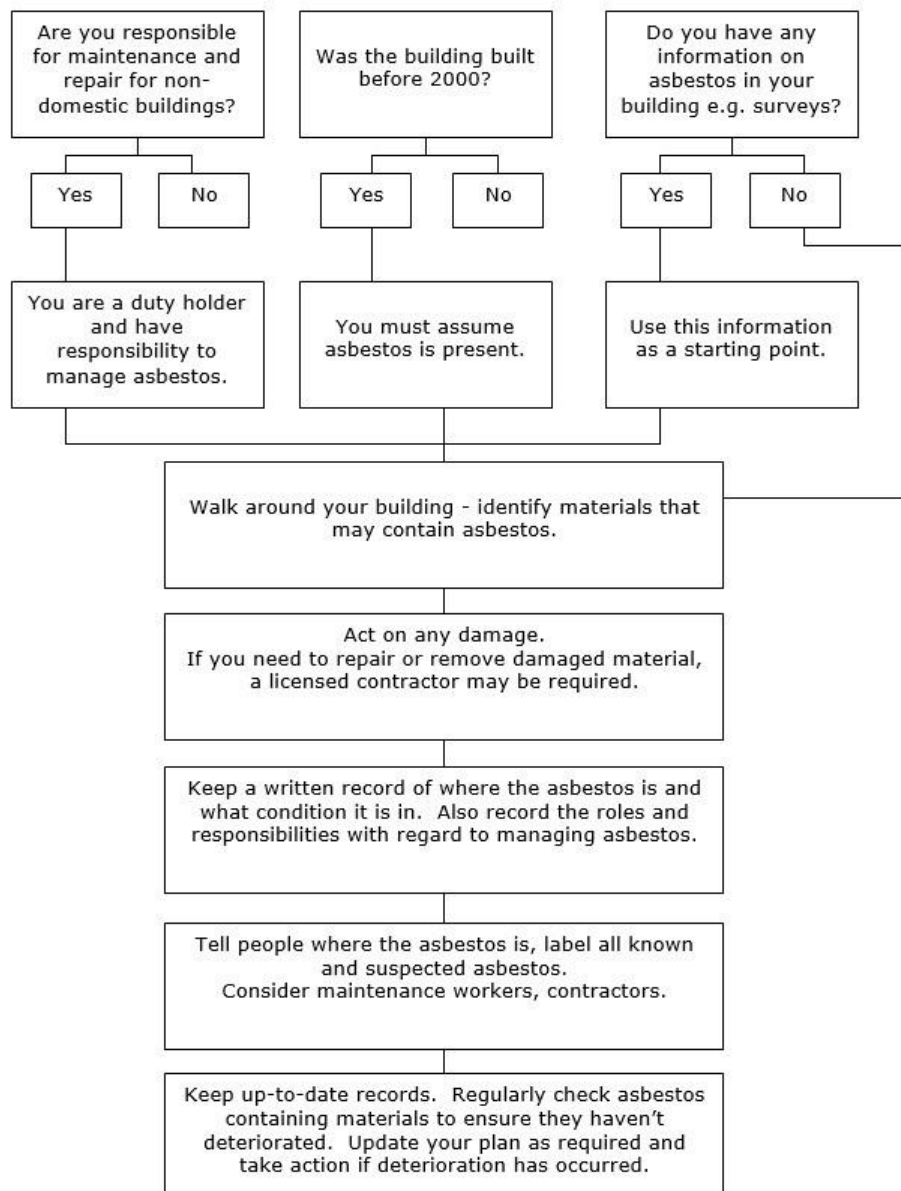 Are you responsible
for maintenance and
repair for non-
domestic buildings?
Was the building built
before 2000?
Do you have any
information on
asbestos in your
building e.g. surveys?
Yes
No
Yes
No
Yes
No
You are a duty holder
and have
responsibility to
manage asbestos.
You must assume
asbestos is present.
Use this information
as a starting point.
Walk around your building - identify materials that
may contain asbestos.
Act on any damage.
If you need to repair or remove damaged material,
a licensed contractor may be required.
Keep a written record of where the asbestos is and
what condition it is in.  Also record the roles and
responsibilities with regard to managing asbestos.
Tell people where the asbestos is, label all known
and suspected asbestos.
Consider maintenance workers, contractors.
Keep up-to-date records.  Regularly check asbestos
containing materials to ensure they haven’t
deteriorated.  Update your plan as required and
take action if deterioration has occurred.